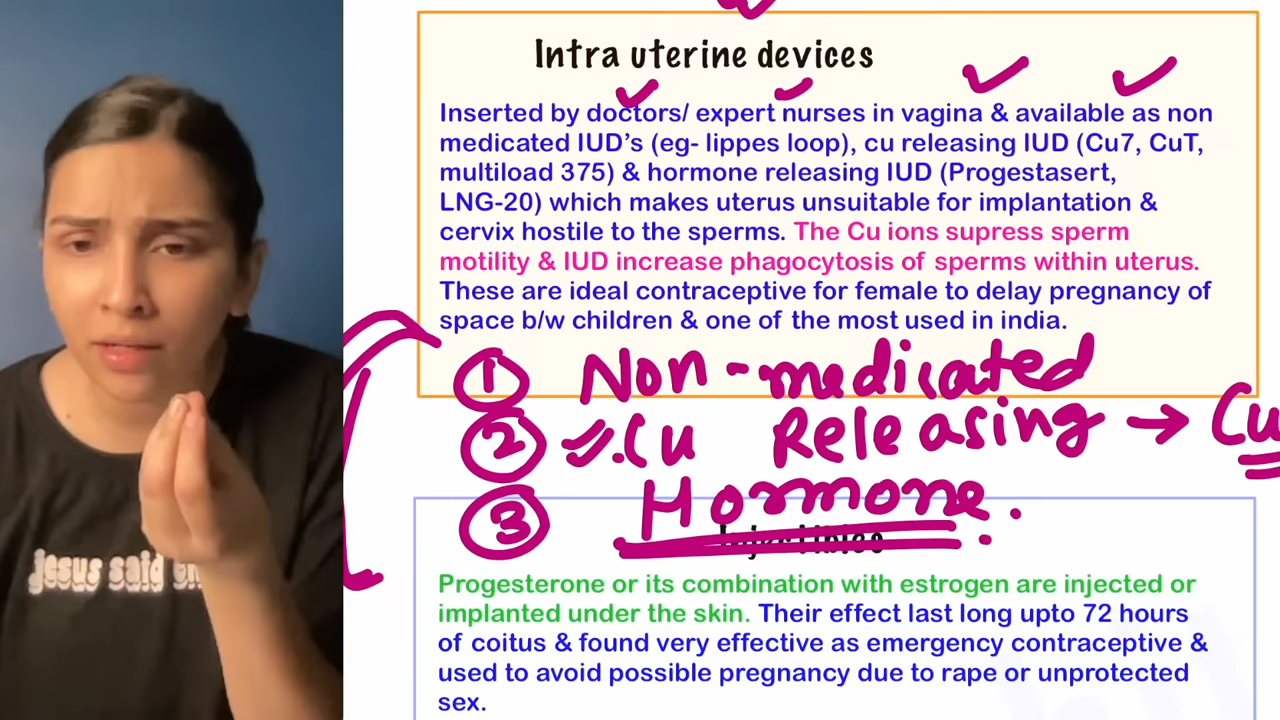 Intra uterine devices
Inserted by doctors/ expert nurses in vagina & available as non
medicated IUD's (eg- lippes loop), cu releasing IUD (Cu7, CuT,
multiload 375) & hormone releasing IUD (Progestasert,
LNG-20) which makes uterus unsuitable for implantation &
cervix hostile to the sperms. The Cu ions supress sperm
motility & IUD increase phagocytosis of sperms within uterus.
These are ideal contraceptive for female to delay pregnancy of
space b/w children & one of the most used in india.
① Non-medicated
② Cu Releasing → Cu
③ Hormone.
Progesterone or its combination with estrogen are injected or
implanted under the skin. Their effect last long upto 72 hours
of coitus & found very effective as emergency contraceptive &
used to avoid possible pregnancy due to rape or unprotected
sex.
jesus said